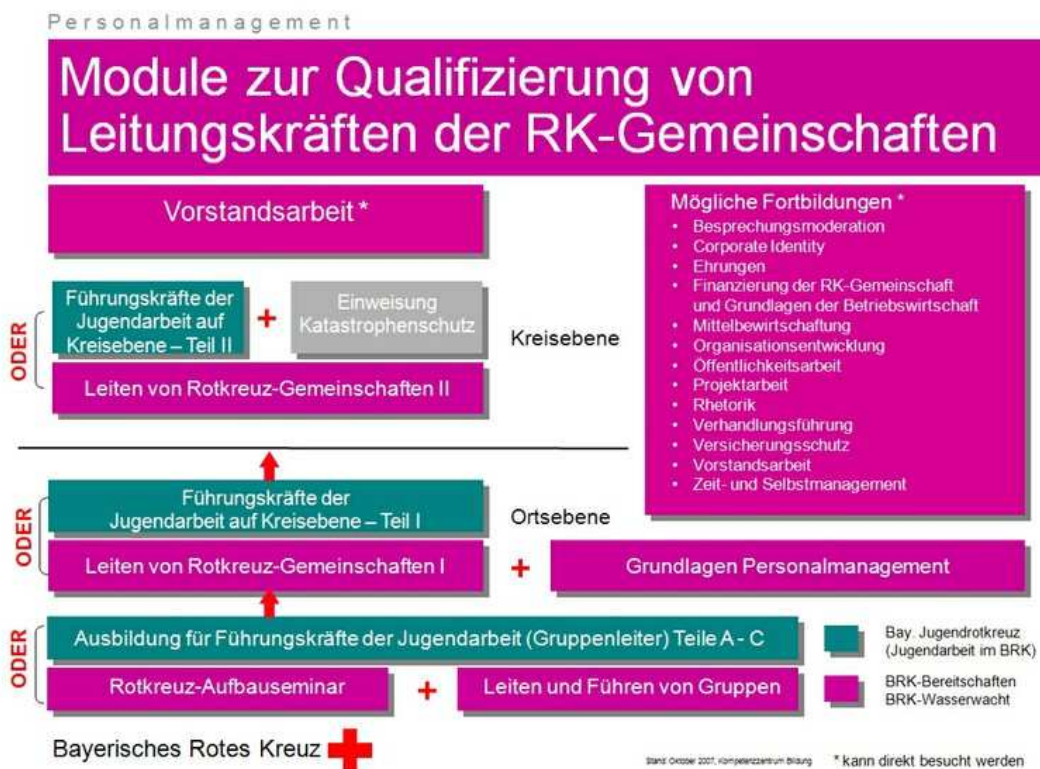 Personalmanagement
Module zur Qualifizierung von
Leitungskräften der RK-Gemeinschaften
Vorstandsarbeit *
Mögliche Fortbildungen *
• Besprechungsmoderation
• Corporate Identity
• Ehrungen
• Finanzierung der RK-Gemeinschaft
und Grundlagen der Betriebswirtschaft
• Mittelbewirtschaftung
• Organisationsentwicklung
• Öffentlichkeitsarbeit
• Projektarbeit
• Rhetorik
• Verhandlungsführung
• Versicherungsschutz
• Vorstandsarbeit
• Zeit- und Selbstmanagement
ODER
Führungskräfte der
Jugendarbeit auf
Kreisebene – Teil II
+
Einweisung
Katastrophenschutz
Kreisebene
Leiten von Rotkreuz-Gemeinschaften II
ODER
Führungskräfte der
Jugendarbeit auf Kreisebene – Teil I
Ortsebene
Leiten von Rotkreuz-Gemeinschaften I
+
Grundlagen Personalmanagement
ODER
Ausbildung für Führungskräfte der Jugendarbeit (Gruppenleiter) Teile A - C
Rotkreuz-Aufbauseminar
+
Leiten und Führen von Gruppen
Bay. Jugendrotkreuz
(Jugendarbeit im BRK)
BRK-Bereitschaften
BRK-Wasserwacht
Bayerisches Rotes Kreuz
Stand: Oktober 2007, Kompetenzzentrum Bildung
* kann direkt besucht werden